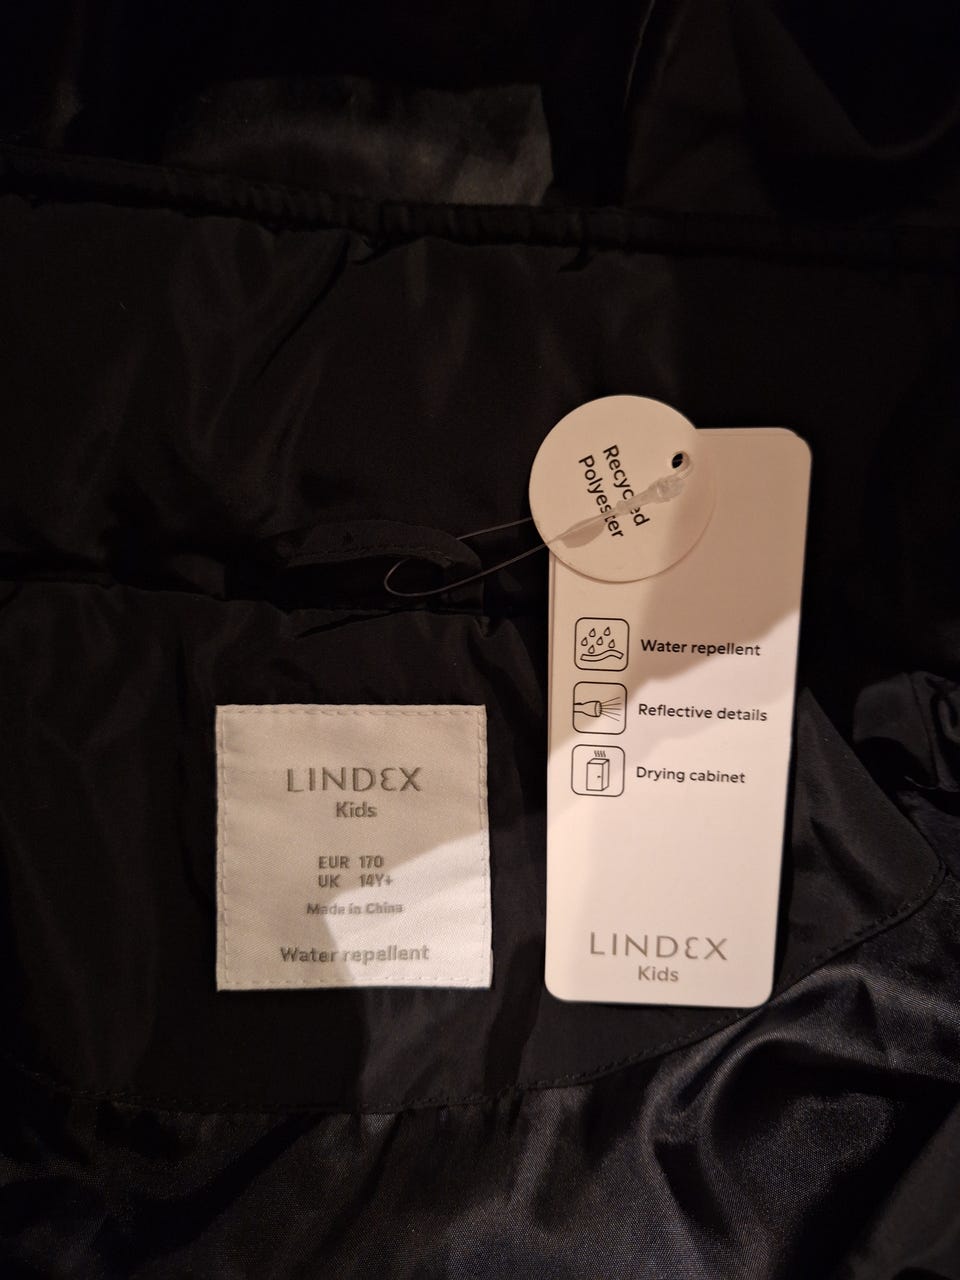 Recycled
Polyester
Water repellent
Reflective details
Drying cabinet
LINDEX
Kids
LINDEX
Kids
EUR 170
UK 14Y+
Made in China
Water repellent